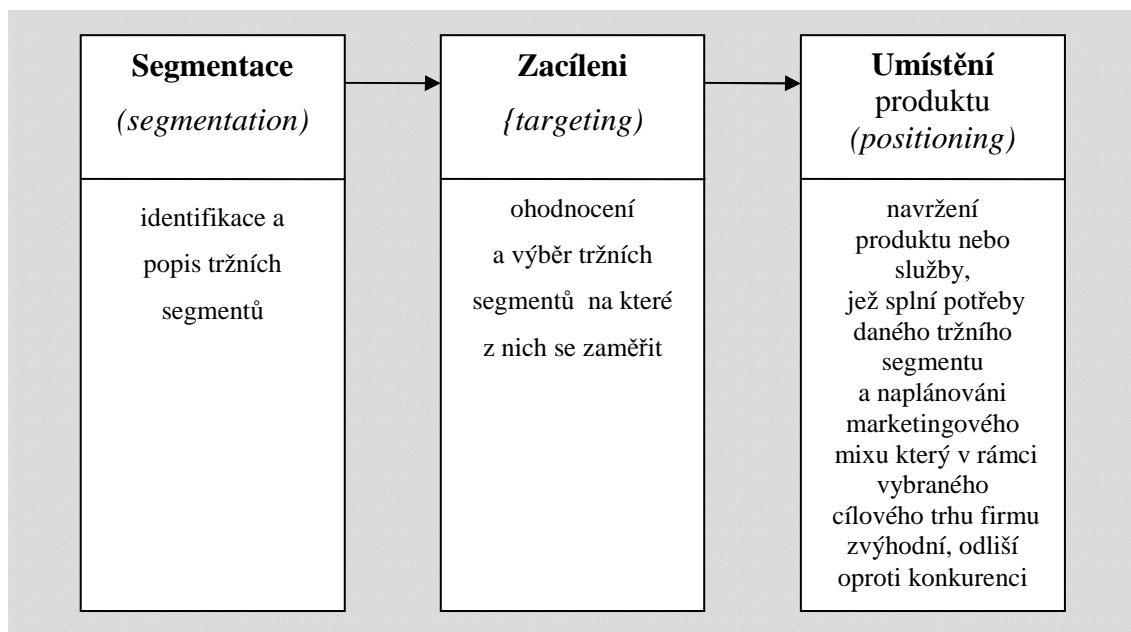 Segmentace
(segmentation)
identifikace a
popis tržních
segmentů
Zacíleni
{targeting)
ohodnocení
a výběr tržních
segmentů na které
z nich se zaměřit
Umístění
produktu
(positioning)
navržení
produktu nebo
služby,
jež splní potřeby
daného tržního
segmentu
a naplánováni
marketingového
mixu který v rámci
vybraného
cílového trhu firmu
zvýhodní, odliší
oproti konkurenci